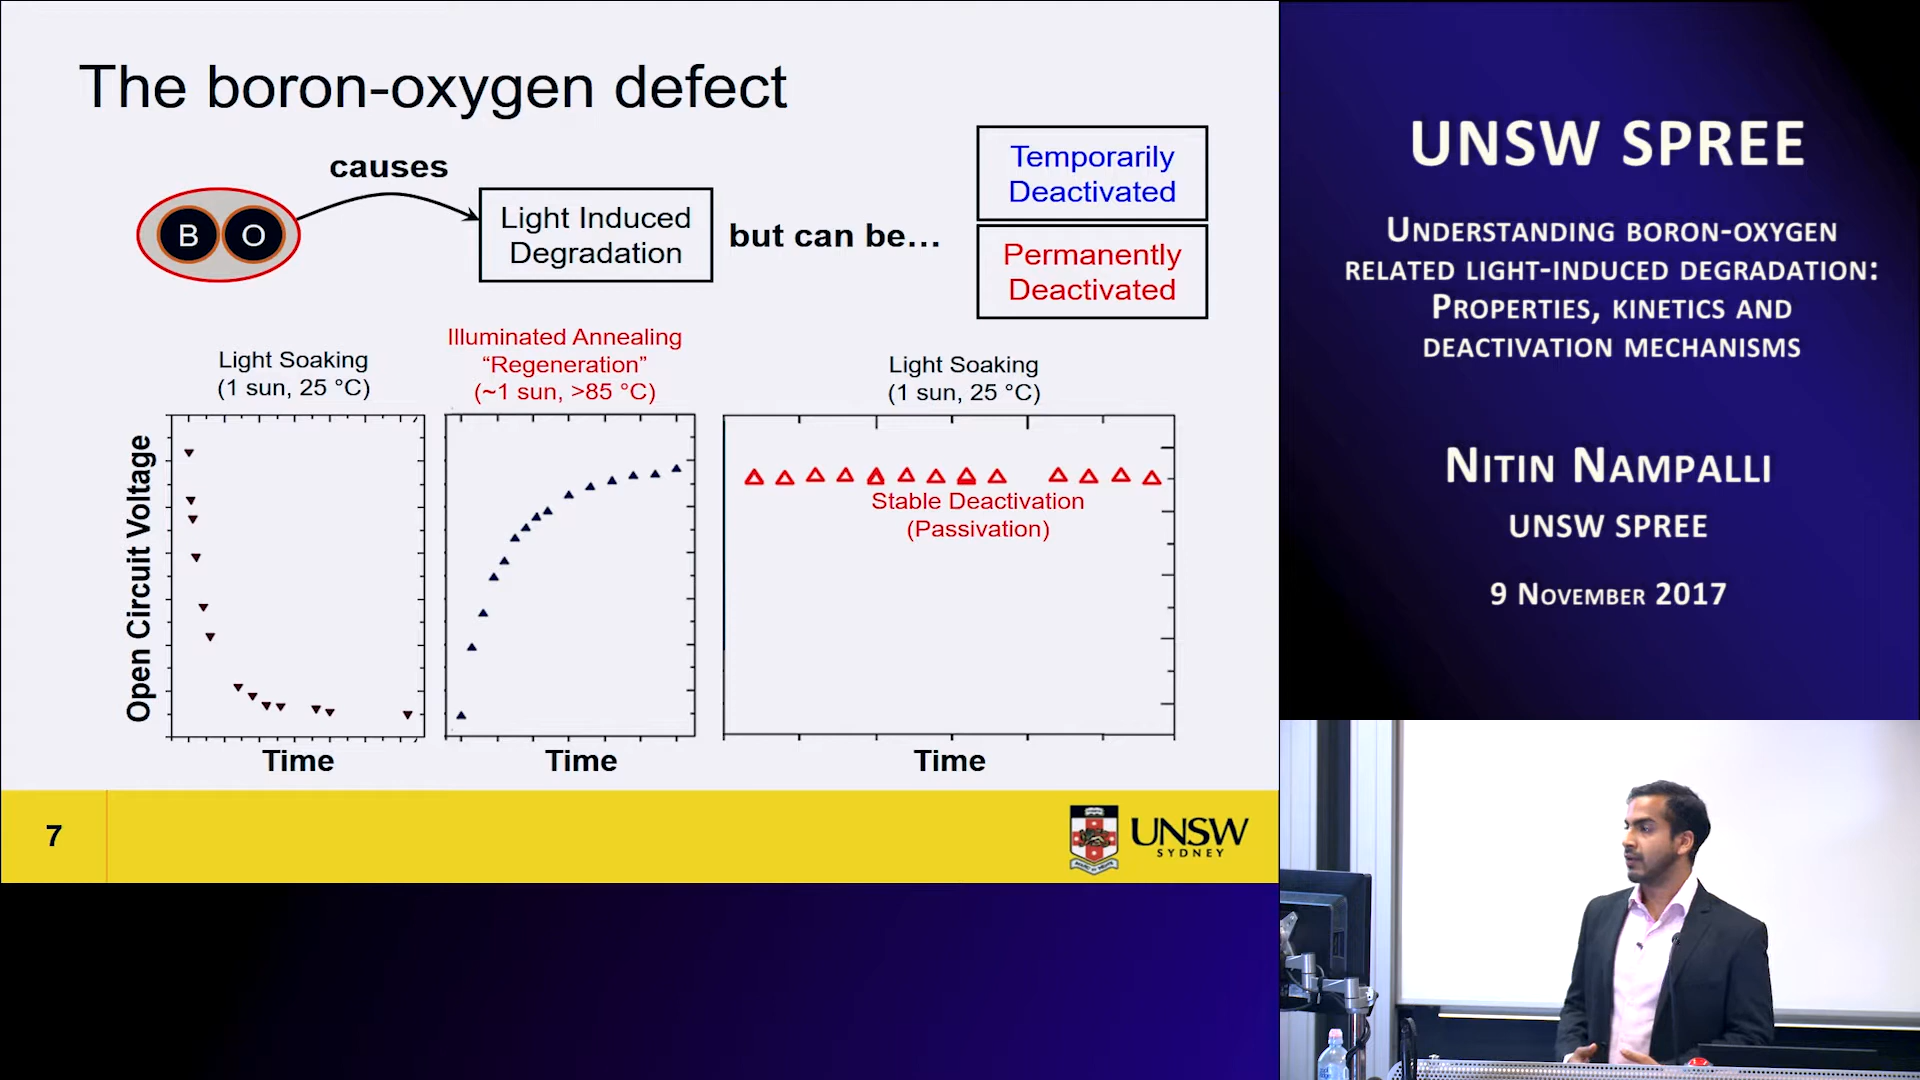 The boron-oxygen defect
causes
B O
Light Induced
Degradation
but can be…
Temporarily
Deactivated
Permanently
Deactivated
Light Soaking
(1 sun, 25 °C)
Illuminated Annealing
“Regeneration”
(~1 sun, >85 °C)
Light Soaking
(1 sun, 25 °C)
Open Circuit Voltage
Stable Deactivation
(Passivation)
Time
Time
Time
7
UNSW
SYDNEY
UNSW SPREE
UNDERSTANDING BORON-OXYGEN
RELATED LIGHT-INDUCED DEGRADATION:
PROPERTIES, KINETICS AND
DEACTIVATION MECHANISMS
NITIN NAMPALLI
UNSW SPREE
9 NOVEMBER 2017